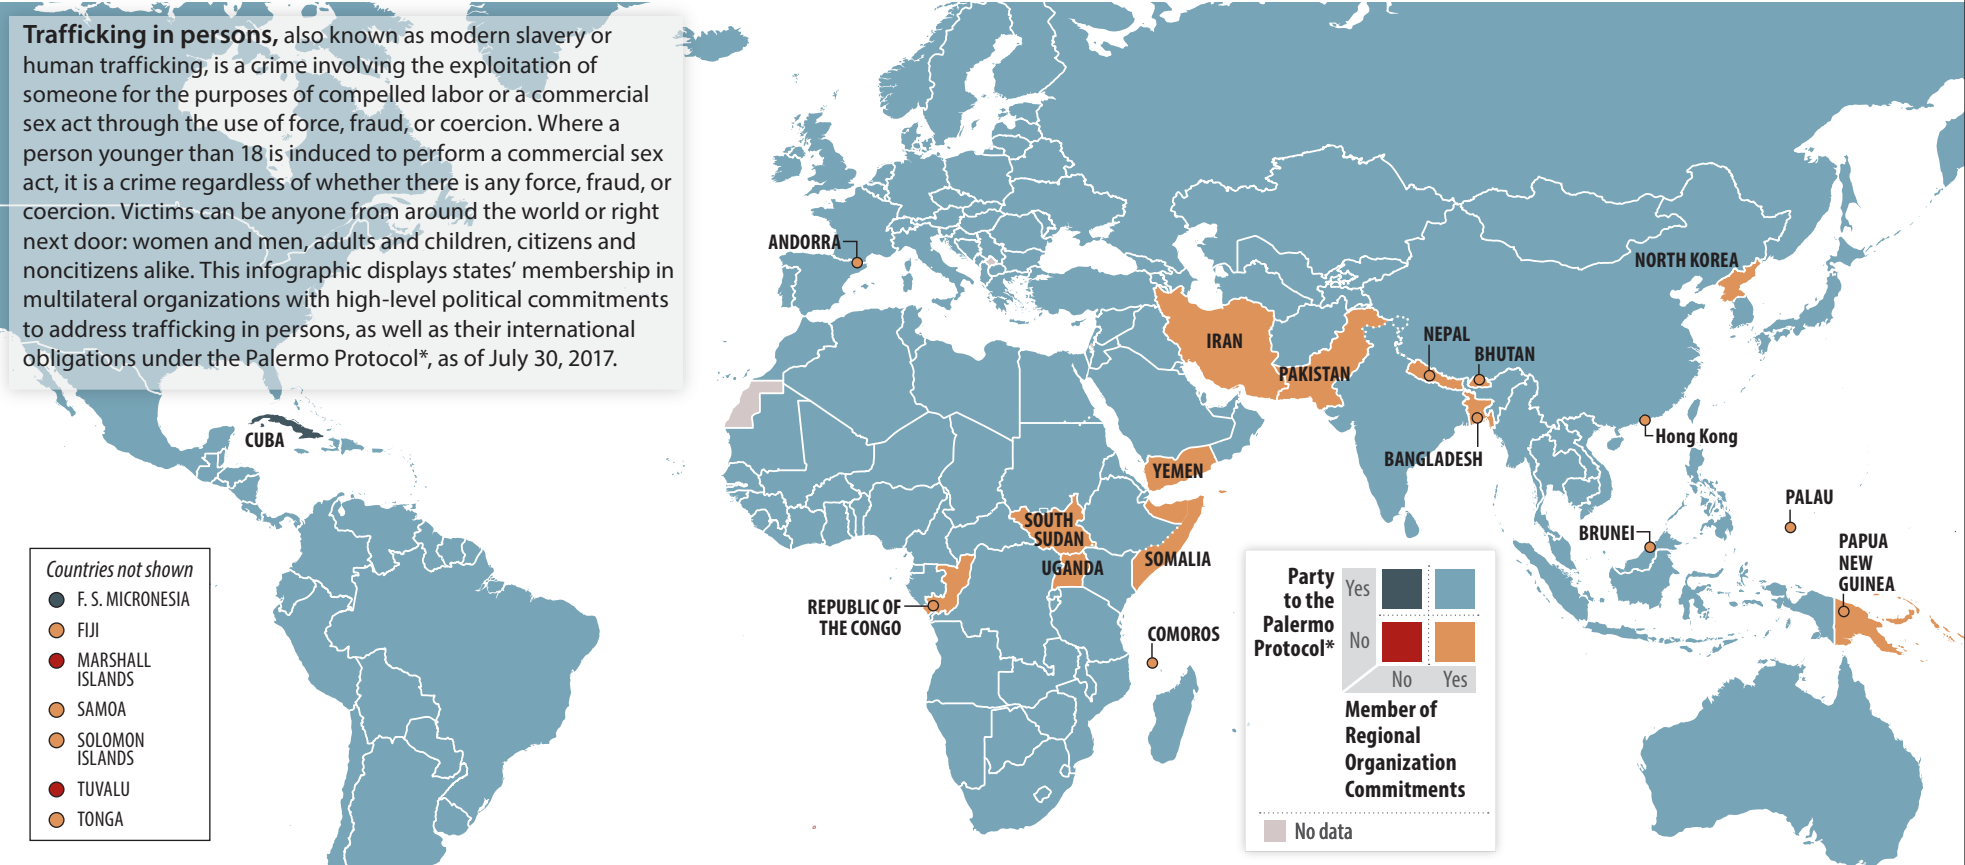 Trafficking in persons, also known as modern slavery or
human trafficking, is a crime involving the exploitation of
someone for the purposes of compelled labor or a commercial
sex act through the use of force, fraud, or coercion. Where a
person younger than 18 is induced to perform a commercial sex
act, it is a crime regardless of whether there is any force, fraud, or
coercion. Victims can be anyone from around the world or right
next door: women and men, adults and children, citizens and
noncitizens alike. This infographic displays states’ membership in
multilateral organizations with high-level political commitments
to address trafficking in persons, as well as their international
obligations under the Palermo Protocol*, as of July 30, 2017.
ANDORRA
NORTH KOREA
IRAN
NEPAL
BHUTAN
PAKISTAN
CUBA
Hong Kong
BANGLADESH
YEMEN
PALAU
SOUTH
SUDAN
BRUNEI
PAPUA
NEW
GUINEA
SOMALIA
UGANDA
REPUBLIC OF
THE CONGO
COMOROS
Countries not shown
F. S. MICRONESIA
FIJI
MARSHALL
ISLANDS
SAMOA
SOLOMON
ISLANDS
TUVALU
TONGA
Party
to the
Palermo
Protocol*
Yes
No
No Yes
Member of
Regional
Organization
Commitments
No data